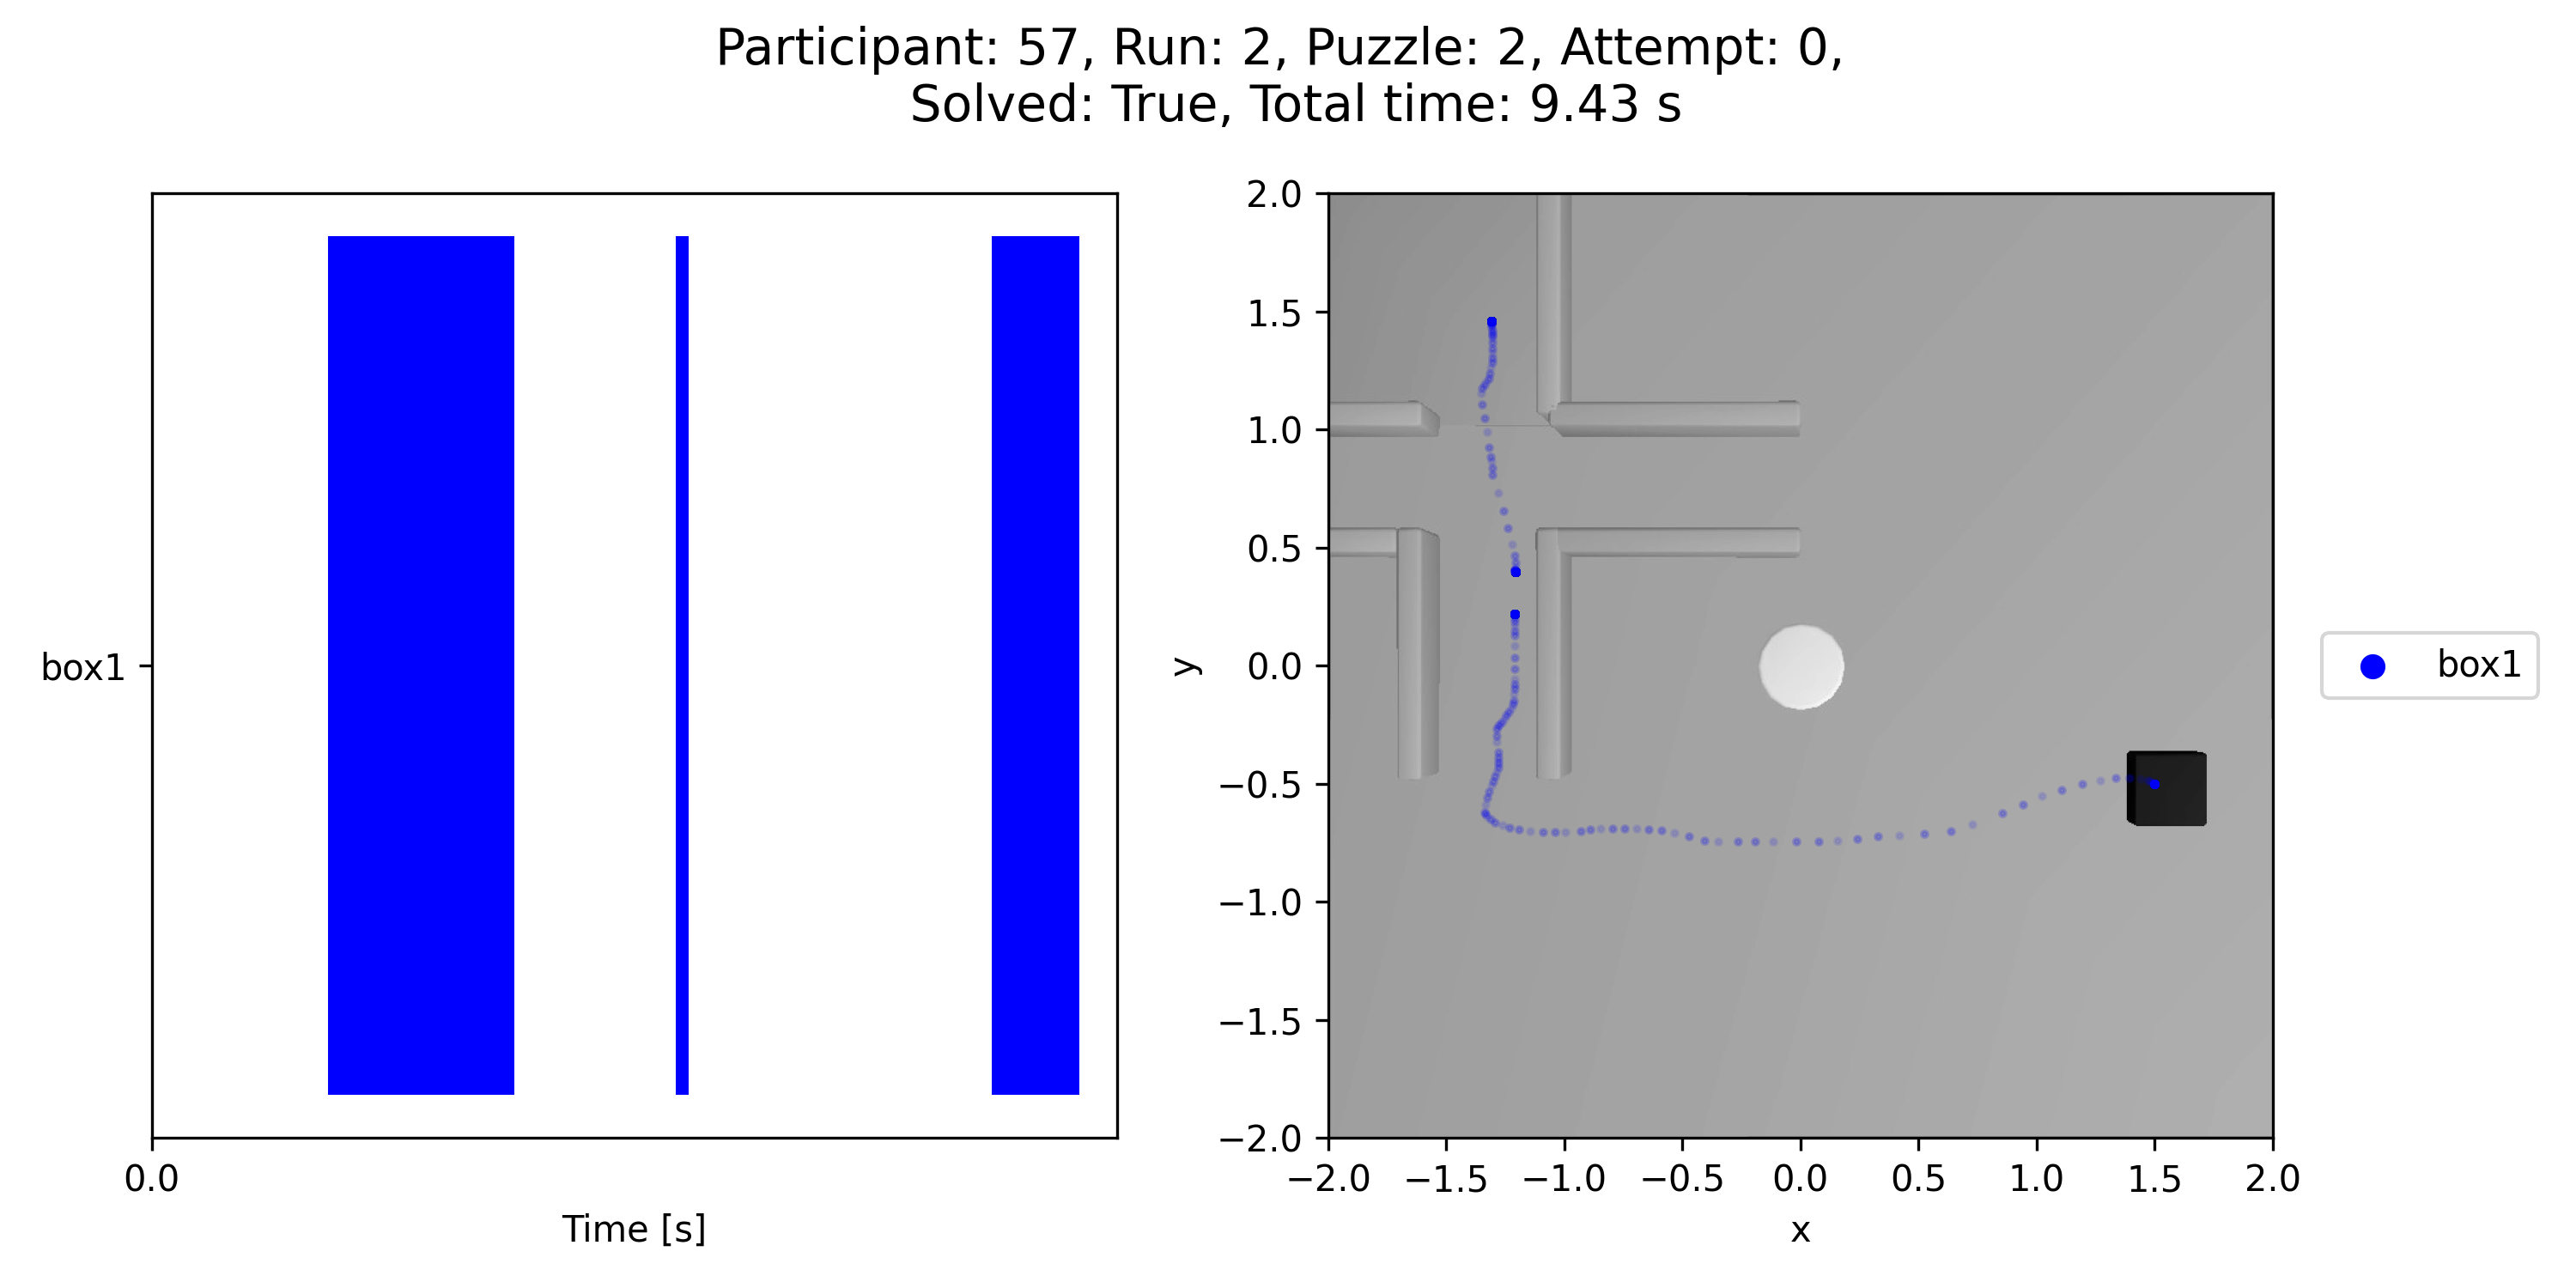 Participant: 57, Run: 2, Puzzle: 2, Attempt: 0,
Solved: True, Total time: 9.43 s
box1
0.0
Time [s]
2.0
1.5
1.0
0.5
0.0
−0.5
−1.0
−1.5
−2.0
y
−2.0 −1.5 −1.0 −0.5 0.0 0.5 1.0 1.5 2.0
x
box1